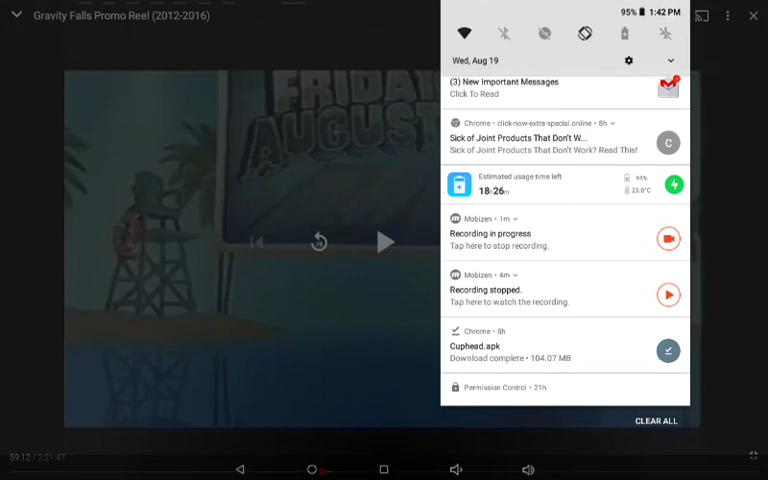 Gravity Falls Promo Reel (2012-2016)
95% 1:42 PM
Wed, Aug 19
(3) New Important Messages
Click To Read
Chrome • click-now-extra-special.online • 8h
Sick of Joint Products That Don't W...
Sick of Joint Products That Don't Work? Read This!
C
Estimated usage time left
18h26m
95%
23.0°C
Mobizen • 1m
Recording in progress
Tap here to stop recording.
Mobizen • 4m
Recording stopped.
Tap here to watch the recording.
Chrome • 8h
Cuphead.apk
Download complete • 104.07 MB
Permission Control • 21h
CLEAR ALL
FRIDAY
AUGUST
10
59:12 / 2:21:47